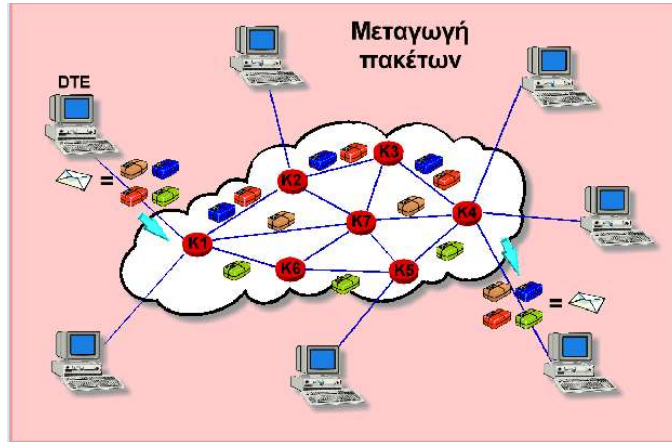 Μεταγωγή
πακέτων
DTE
=
K3
K2
K7
K4
K1
K6
K5
=